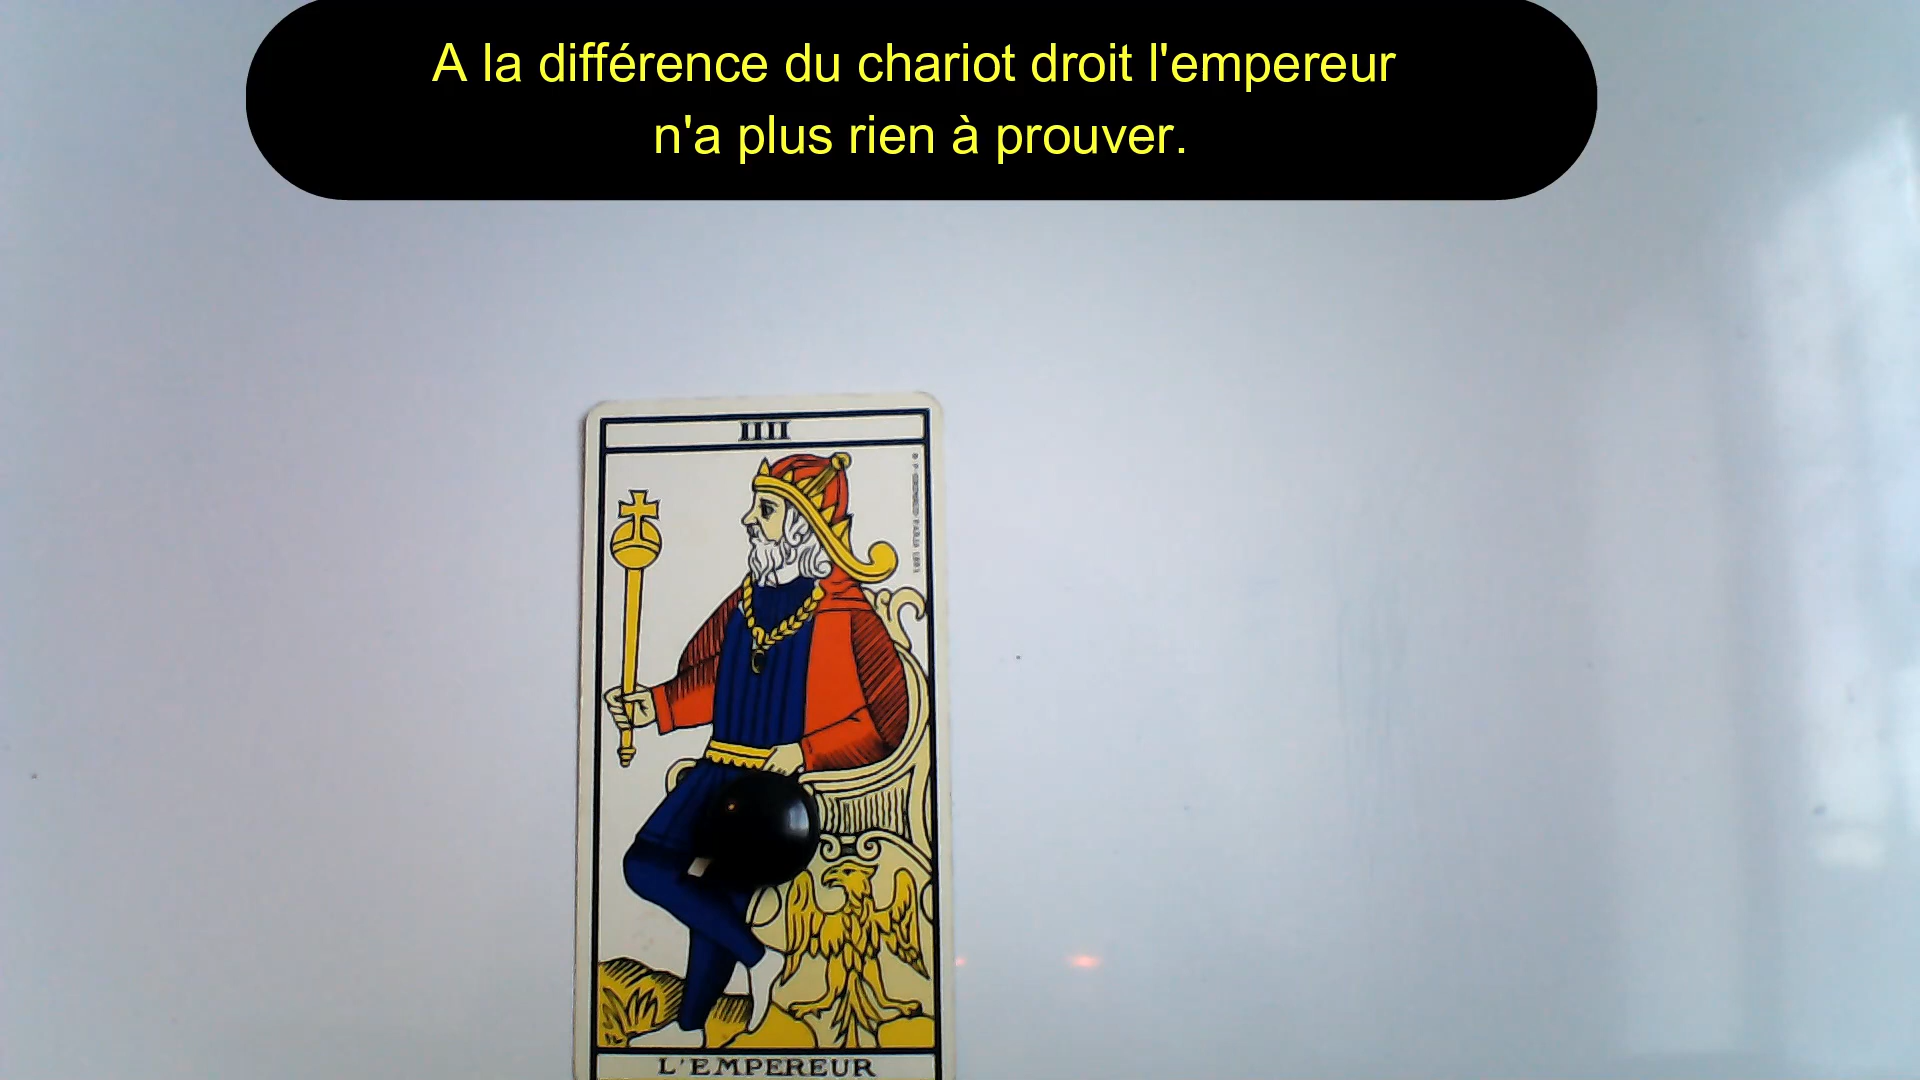 A la différence du chariot droit l'empereur
n'a plus rien à prouver.
IIII
L'EMPEREUR